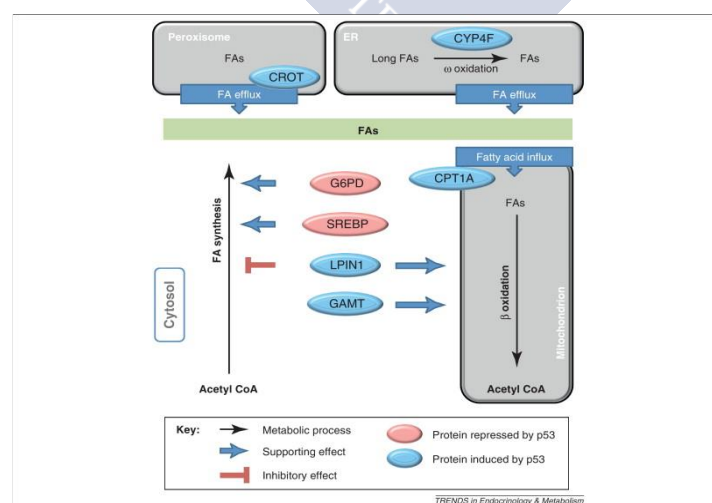 Peroxisome
FAs
CROT
FA efflux
ER
CYP4F
Long FAs
FAs
ω oxidation
FA efflux
FAs
Fatty acid influx
CPT1A
FAs
β oxidation
Mitochondrion
Acetyl CoA
G6PD
SREBP
LPIN1
GAMT
FA synthesis
Cytosol
Acetyl CoA
Key:
Metabolic process
Supporting effect
Inhibitory effect
Protein repressed by p53
Protein induced by p53
TRENDS in Endocrinology & Metabolism